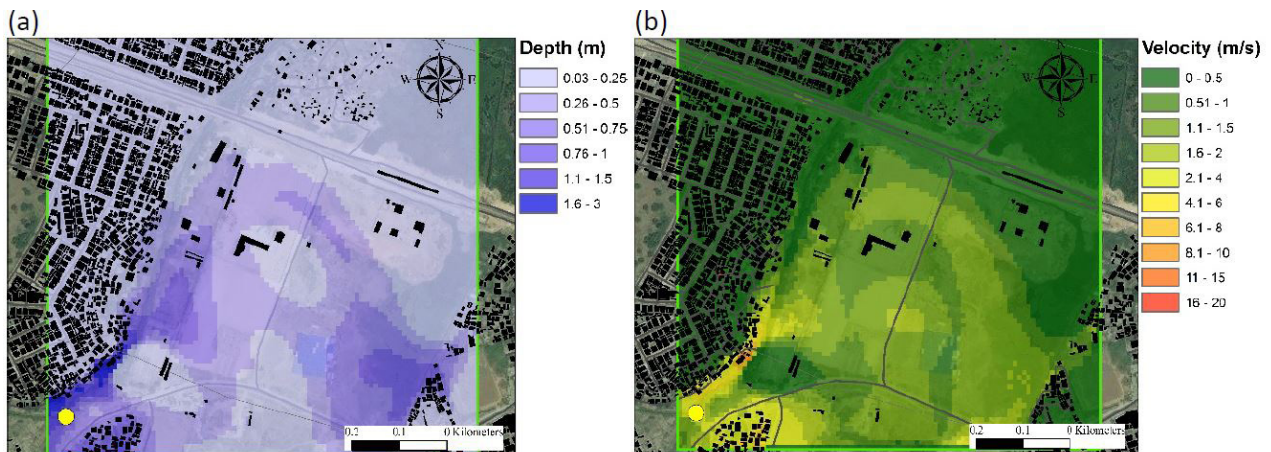 (a)
N
W
E
S
Depth (m)
0.03 - 0.25
0.26 - 0.5
0.51 - 0.75
0.76 - 1
1.1 - 1.5
1.6 - 3
0.2 0.1 0 Kilometers
(b)
N
W
E
S
Velocity (m/s)
0 - 0.5
0.51 - 1
1.1 - 1.5
1.6 - 2
2.1 - 4
4.1 - 6
6.1 - 8
8.1 - 10
11 - 15
16 - 20
0.2 0.1 0 Kilometers